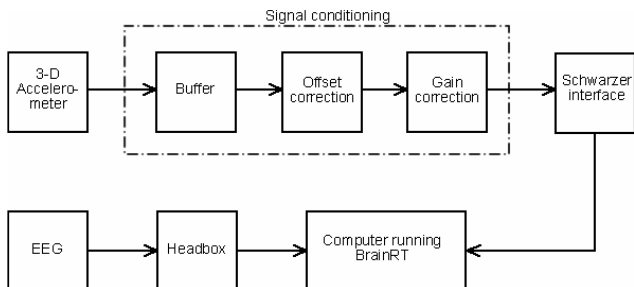 Signal conditioning
3-D
Accelero-
meter
Buffer
Offset
correction
Gain
correction
Schwarzer
interface
EEG
Headbox
Computer running
BrainRT